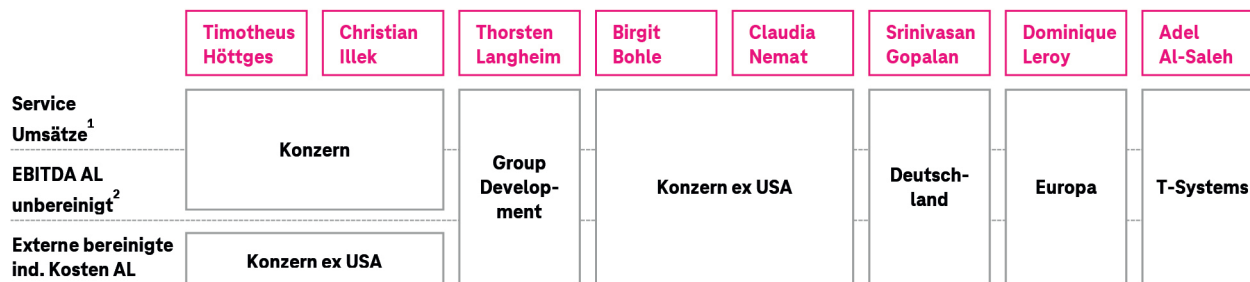 Timotheus
Höttges
Christian
Illek
Thorsten
Langheim
Birgit
Bohle
Claudia
Nemat
Srinivasan
Gopalan
Dominique
Leroy
Adel
Al-Saleh
Service
Umsätze1
EBITDA AL
unbereinigt2
Externe bereinigte
ind. Kosten AL
Konzern
Konzern ex USA
Group
Develop-
ment
Konzern ex USA
Deutsch-
land
Europa
T-Systems